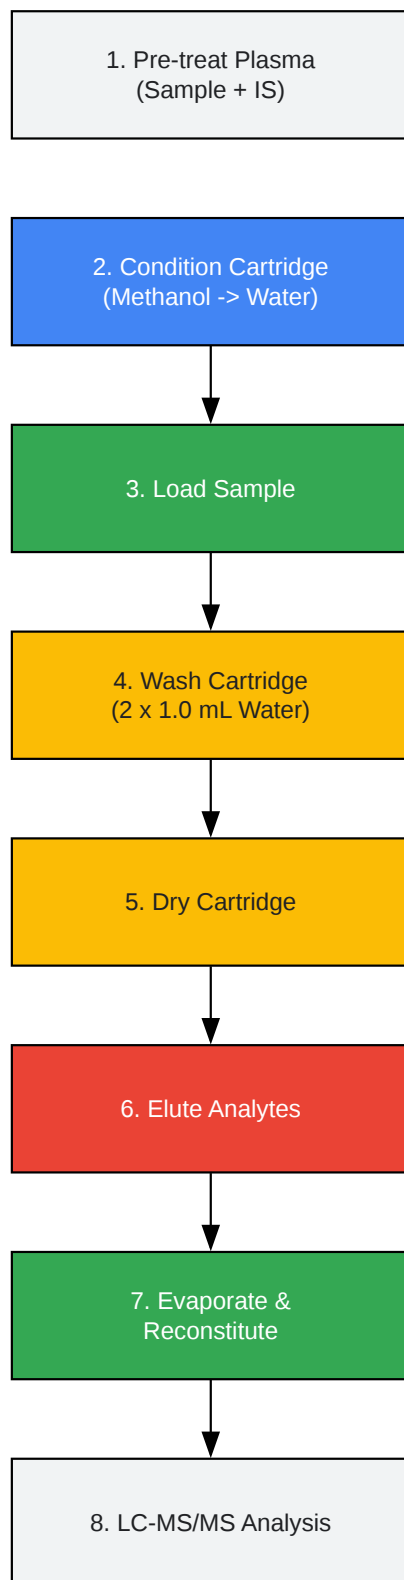 1. Pre-treat Plasma
(Sample + IS)
2. Condition Cartridge
(Methanol -> Water)
3. Load Sample
4. Wash Cartridge
(2 x 1.0 mL Water)
5. Dry Cartridge
6. Elute Analytes
7. Evaporate &
Reconstitute
8. LC-MS/MS Analysis